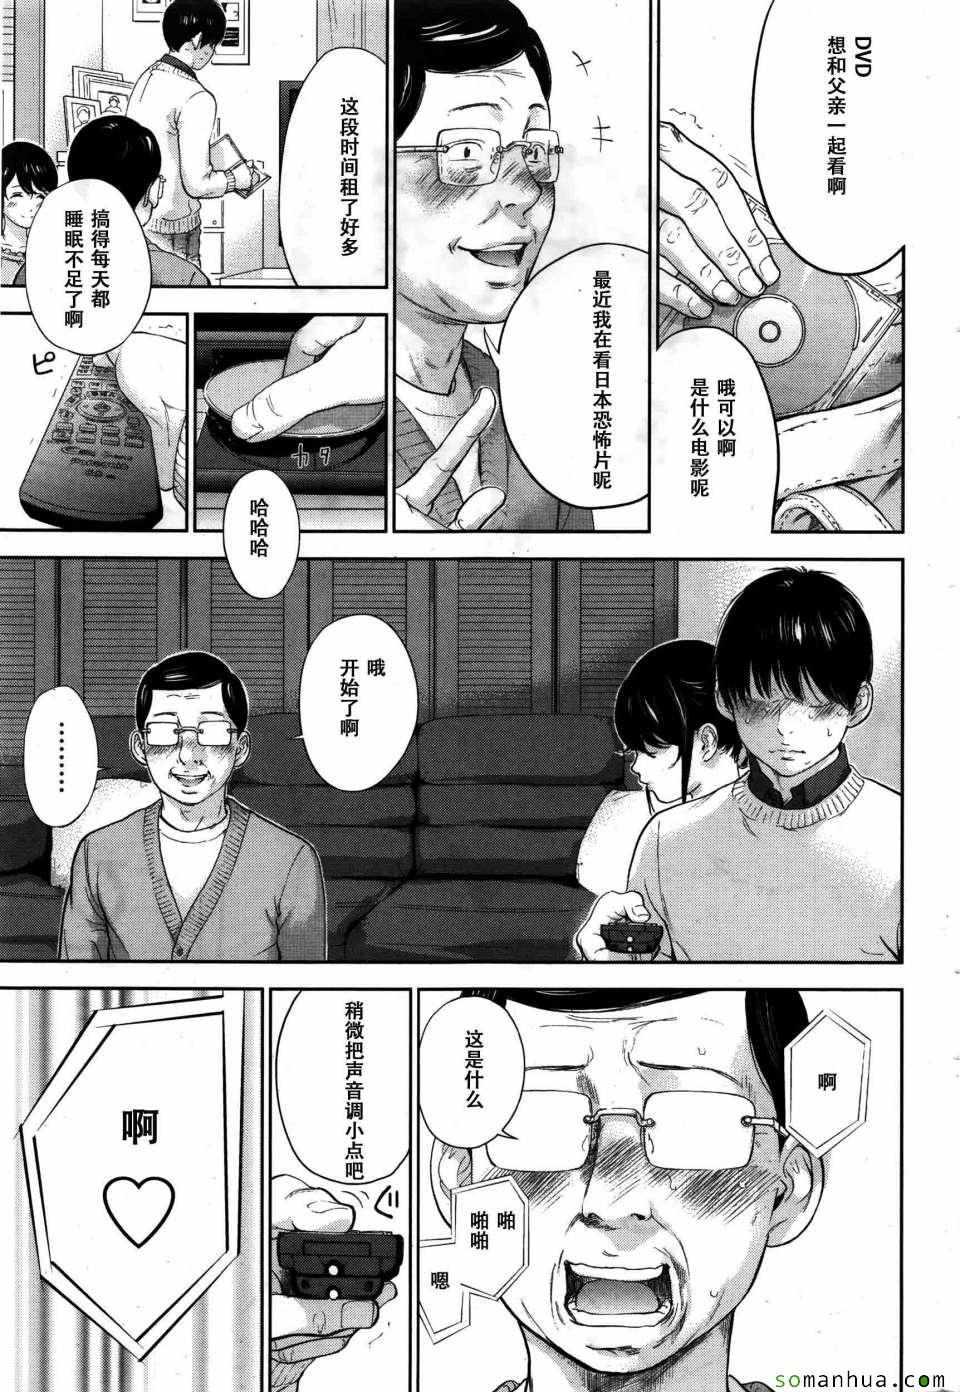 DVD
想和父亲一起看啊
哦可以啊
是什么电影呢
最近我在看日本恐怖片呢
这段时间租了好多
搞得每天都
睡眠不足了啊
カタ
ピ
哈哈哈
哦
开始了啊
………
啊
这是什么
啪
啪啪
嗯
稍微把声音调小点吧
啊
♡
somanhua.com